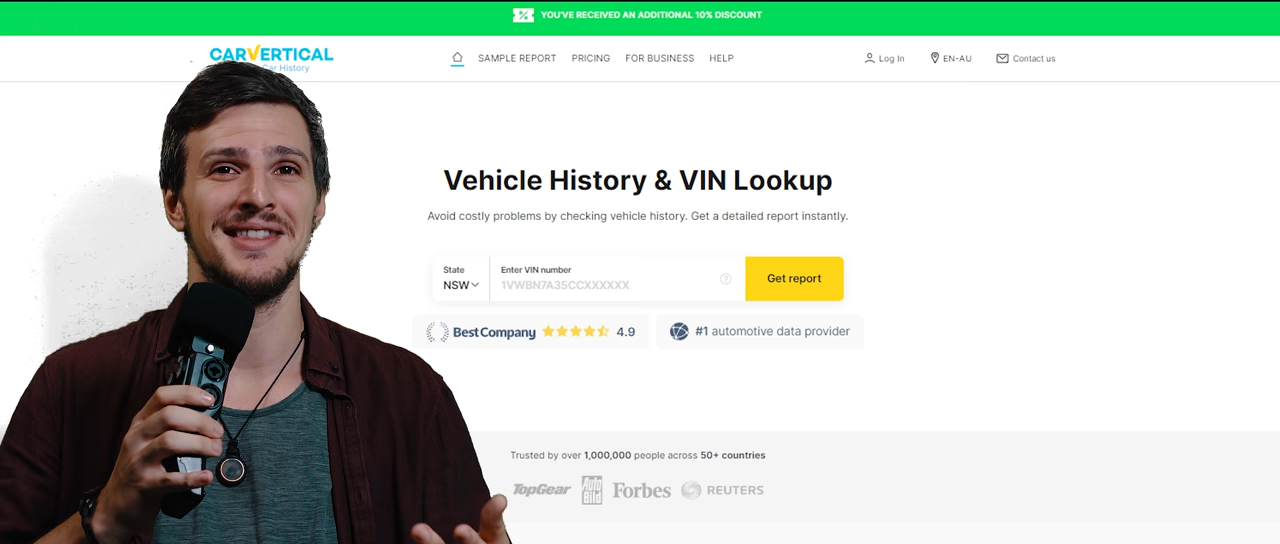 YOU'VE RECEIVED AN ADDITIONAL 10% DISCOUNT
CARVERTICAL
Car History
SAMPLE REPORT
PRICING
FOR BUSINESS
HELP
Log In
EN-AU
Contact us
Vehicle History & VIN Lookup
Avoid costly problems by checking vehicle history. Get a detailed report instantly.
State
NSW
Enter VIN number
1VWBN7A35CCXXXXXX
?
Get report
BestCompany 4.9
#1 automotive data provider
Trusted by over 1,000,000 people across 50+ countries
TopGear
Auto
Bild
Forbes
REUTERS